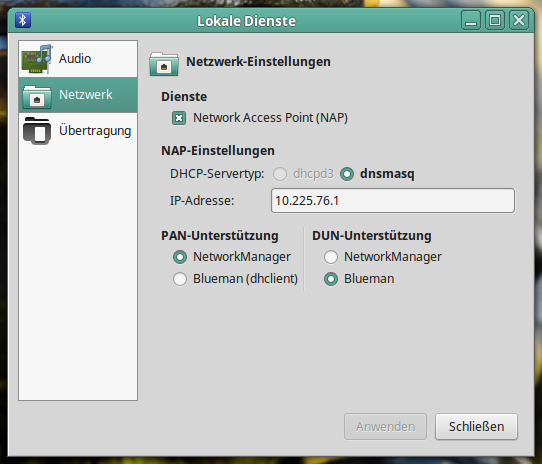 Lokale Dienste
Audio
Netzwerk
Übertragung
Netzwerk-Einstellungen
Dienste
Network Access Point (NAP)
NAP-Einstellungen
DHCP-Servertyp: dhcpd3 dnsmasq
IP-Adresse: 10.225.76.1
PAN-Unterstützung
NetworkManager
Blueman (dhclient)
DUN-Unterstützung
NetworkManager
Blueman
Anwenden Schließen